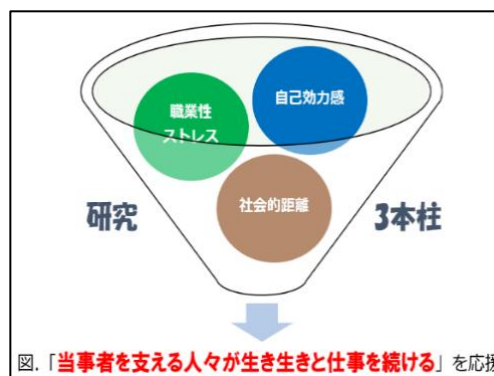 職業性
ストレス
自己効力感
社会的距離
研究
3本柱
図.「当事者を支える人々が生き生きと仕事を続ける」を応援